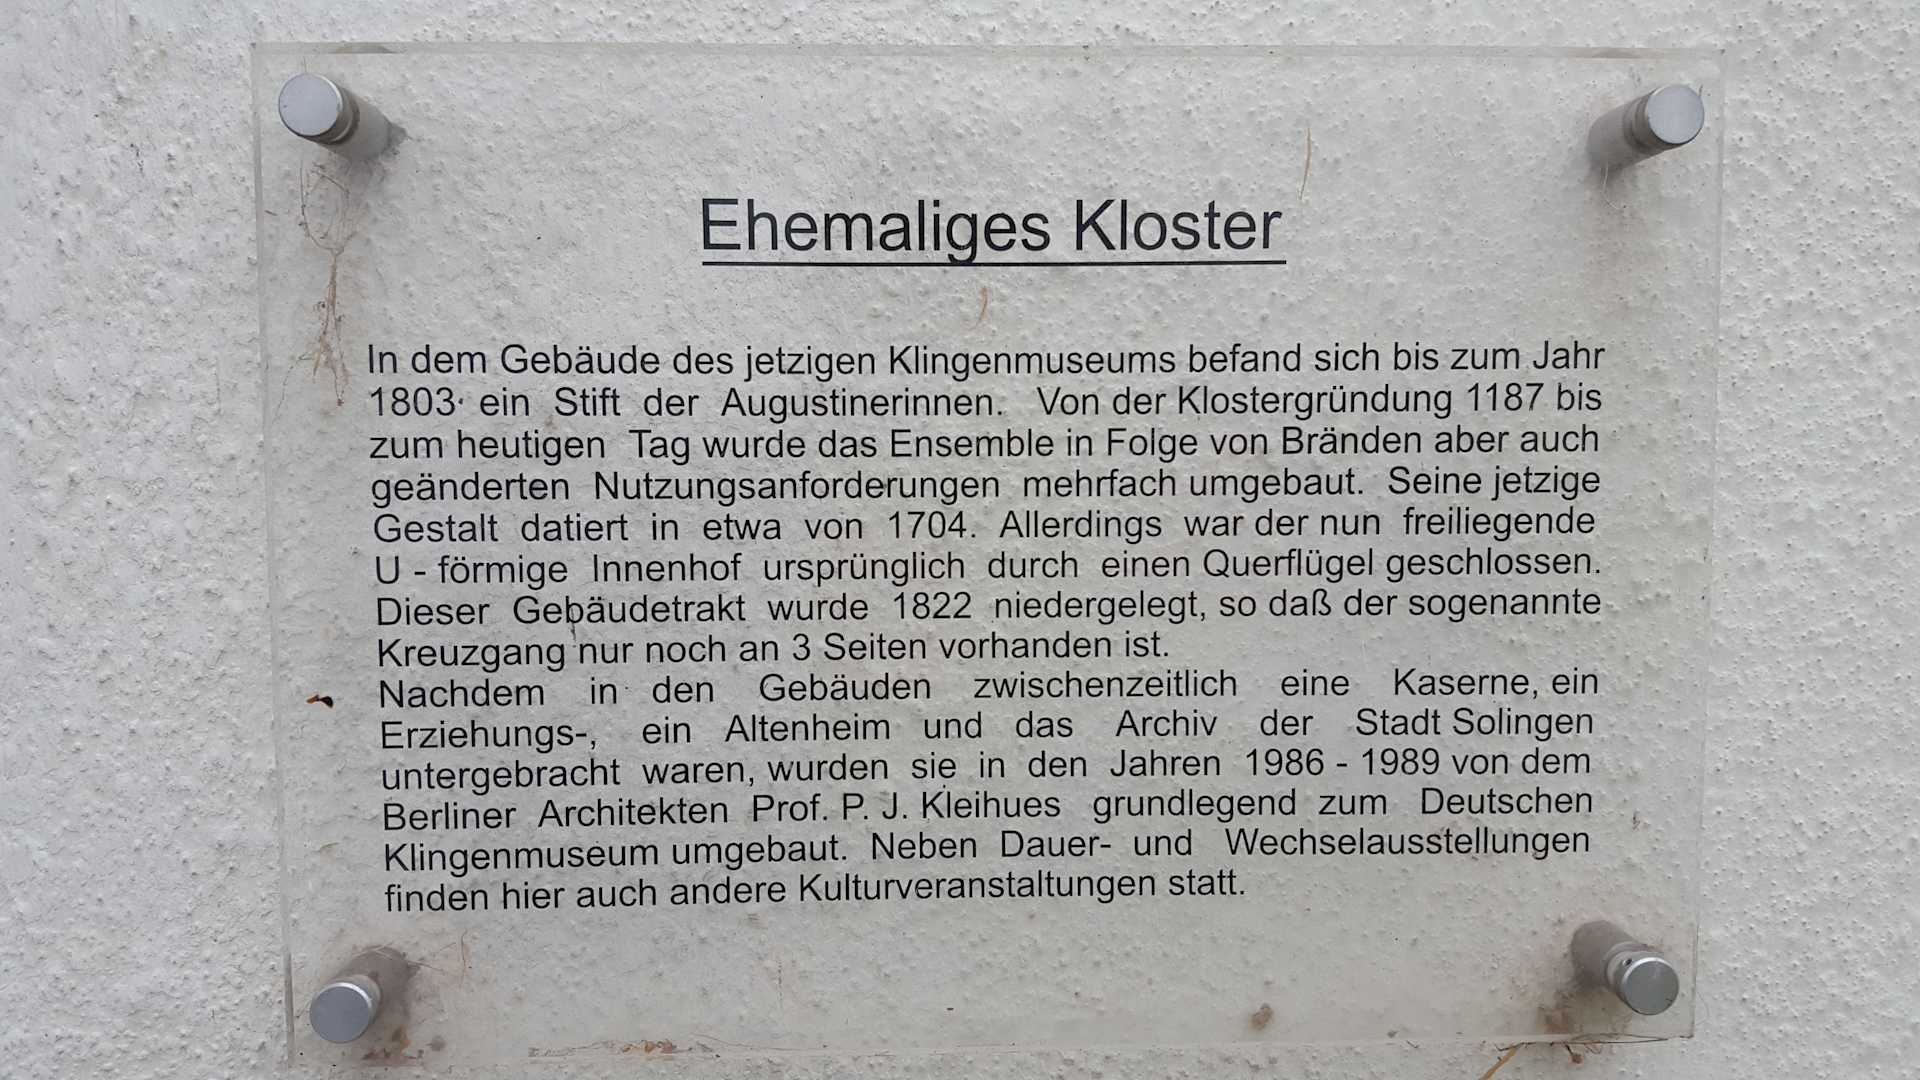 Ehemaliges Kloster
In dem Gebäude des jetzigen Klingenmuseums befand sich bis zum Jahr
1803 ein Stift der Augustinerinnen. Von der Klostergründung 1187 bis
zum heutigen Tag wurde das Ensemble in Folge von Bränden aber auch
geänderten Nutzungsanforderungen mehrfach umgebaut. Seine jetzige
Gestalt datiert in etwa von 1704. Allerdings war der nun freiliegende
U - förmige Innenhof ursprünglich durch einen Querflügel geschlossen.
Dieser Gebäudetrakt wurde 1822 niedergelegt, so daß der sogenannte
Kreuzgang nur noch an 3 Seiten vorhanden ist.
Nachdem in den Gebäuden zwischenzeitlich eine Kaserne, ein
Erziehungs-, ein Altenheim und das Archiv der Stadt Solingen
untergebracht waren, wurden sie in den Jahren 1986 - 1989 von dem
Berliner Architekten Prof. P. J. Kleihues grundlegend zum Deutschen
Klingenmuseum umgebaut. Neben Dauer- und Wechselausstellungen
finden hier auch andere Kulturveranstaltungen statt.